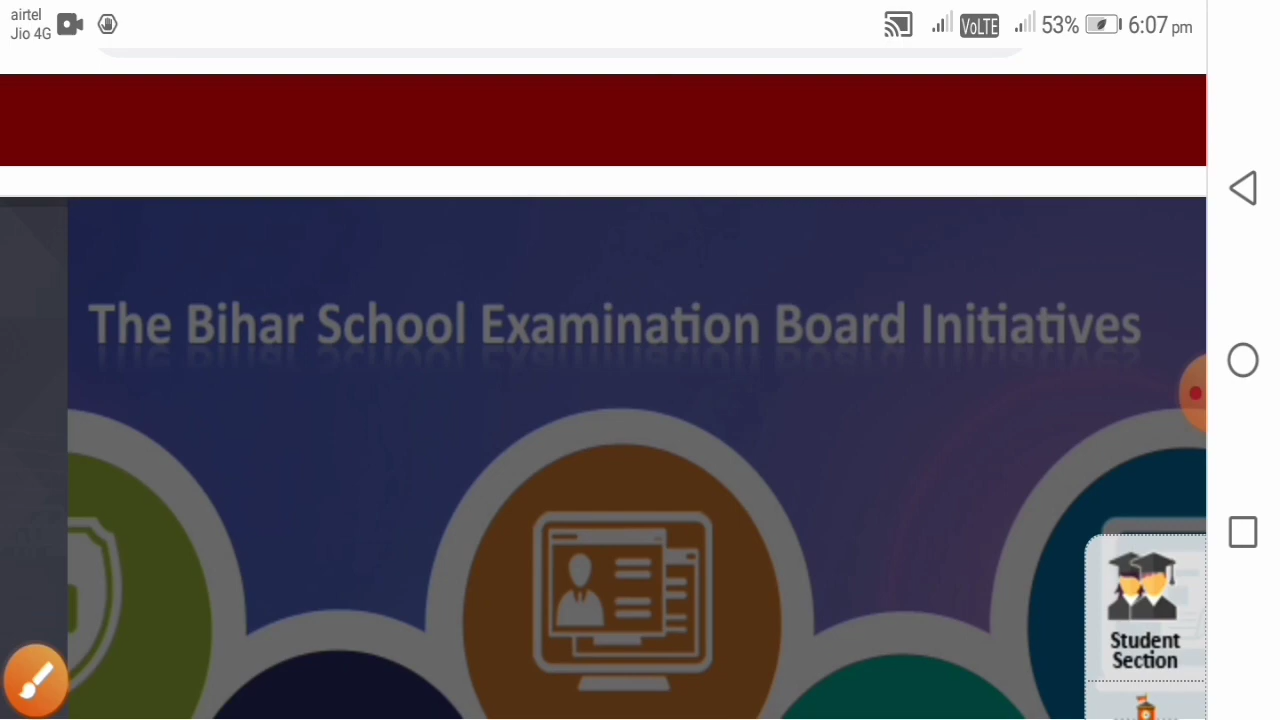 airtel
Jio 4G
VoLTE 53% 6:07 pm
The Bihar School Examination Board Initiatives
Student
Section